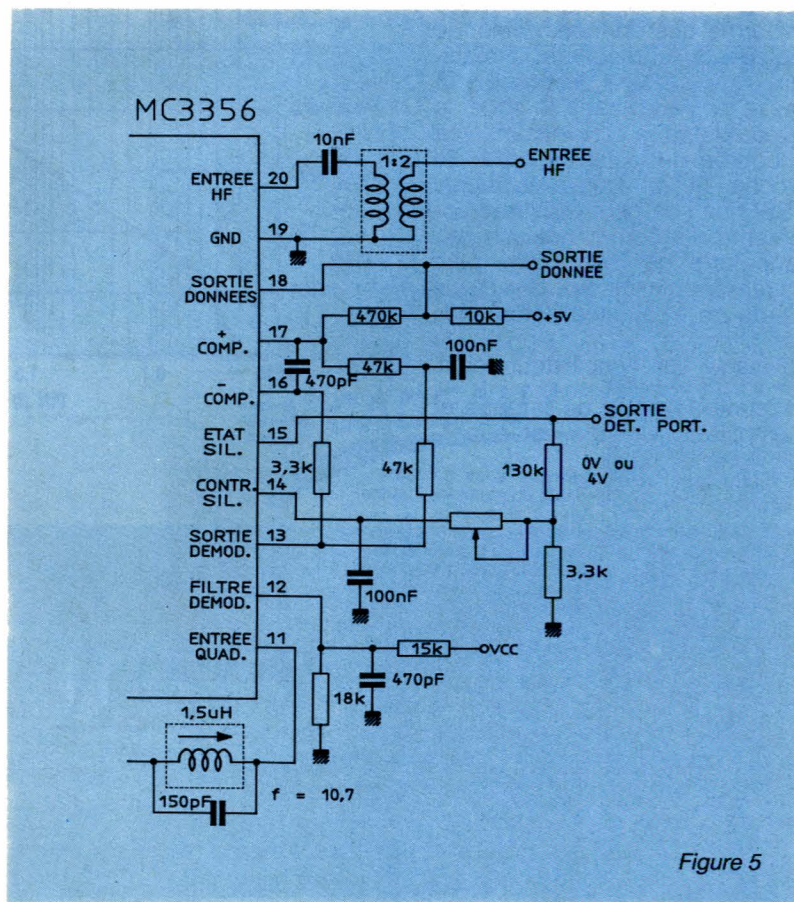 MC3356
10nF
1:2
ENTREE
HF
20
ENTREE
HF
19
GND
SORTIE
DONNEES
18
SORTIE
DONNEE
470k
10k
+5V
17
+
COMP.
100nF
47k
470pF
16
-
COMP.
15
ETAT
SIL.
SORTIE
DET. PORT.
3,3k
47k
130k
0V ou
4V
14
CONTR.
SIL.
SORTIE
DEMOD.
13
3,3k
100nF
FILTRE
DEMOD.
12
ENTREE
QUAD.
11
15k
VCC
18k
470pF
1,5uH
150pF
f = 10,7
Figure 5